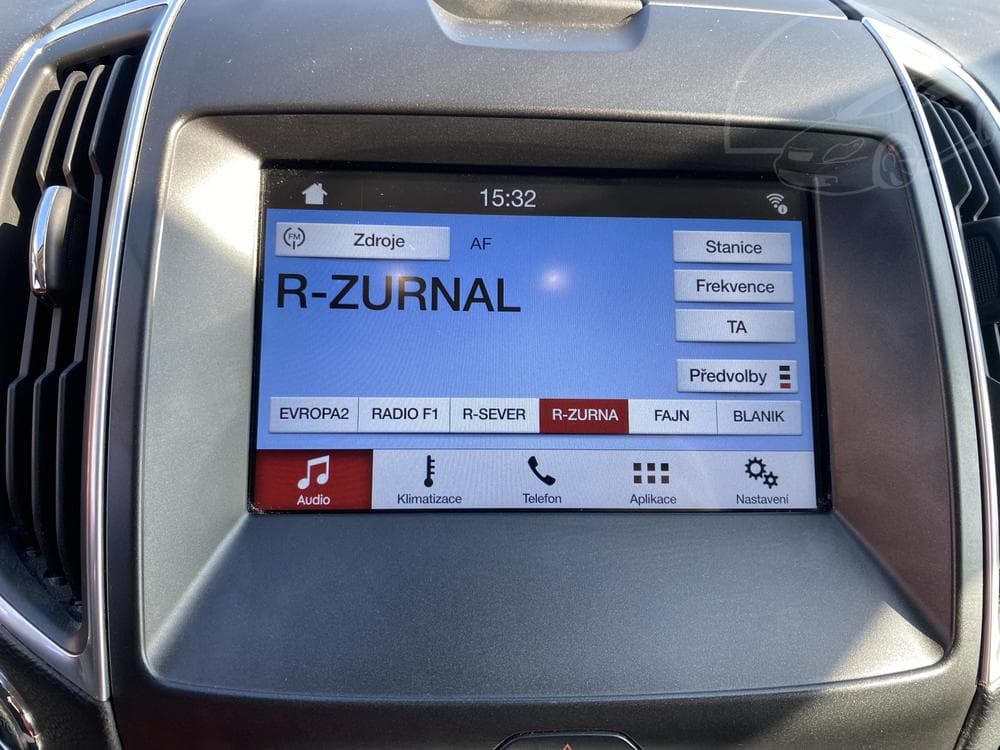 15:32
FM Zdroje AF Stanice
R-ZURNAL Frekvence
TA
Předvolby
EVROPA2 RADIO F1 R-SEVER R-ZURNA FAJN BLANIK
Audio Klimatizace Telefon Aplikace Nastavení